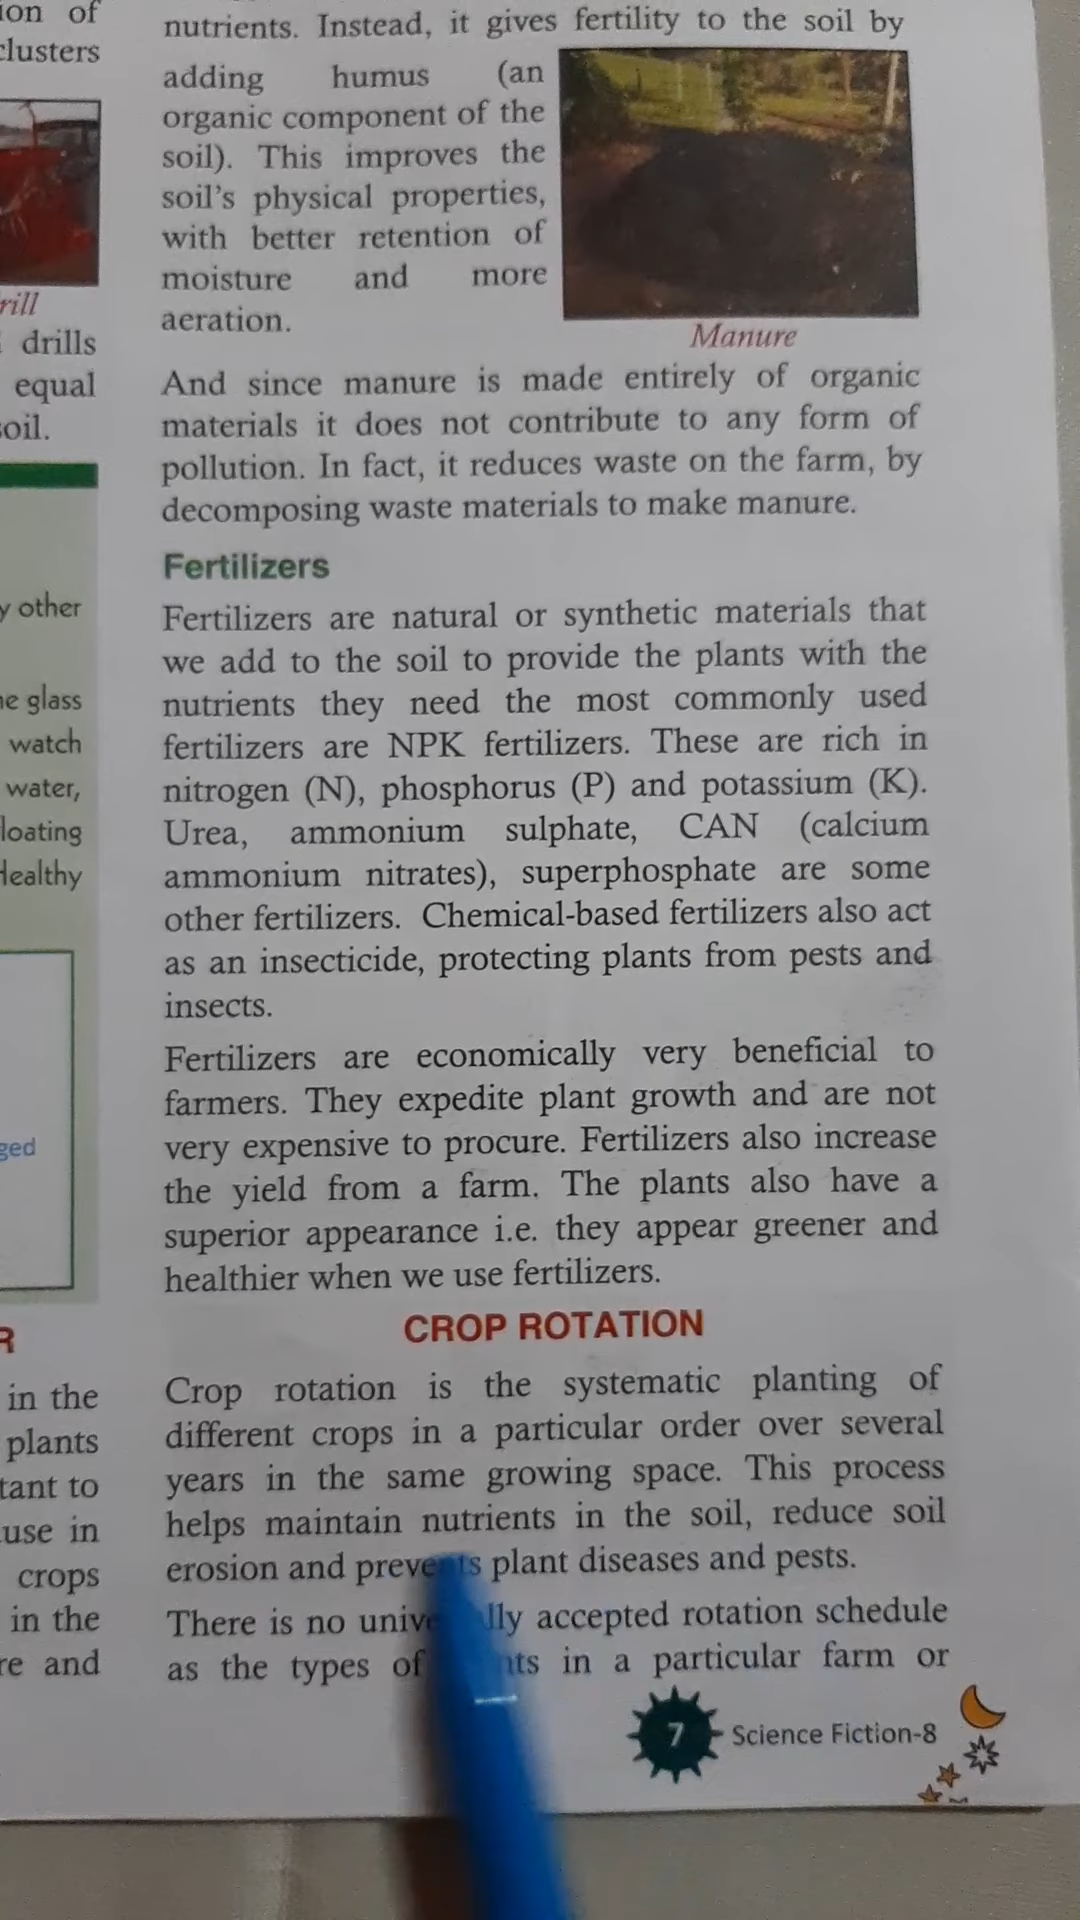 ion of
clusters
rill
drills
equal
soil.
y other
ne glass
watch
water,
loating
Healthy
ged
R
in the
plants
tant to
use in
crops
in the
re and
nutrients. Instead, it gives fertility to the soil by
adding humus (an
organic component of the
soil). This improves the
soil's physical properties,
with better retention of
moisture and more
aeration.
Manure
And since manure is made entirely of organic
materials it does not contribute to any form of
pollution. In fact, it reduces waste on the farm, by
decomposing waste materials to make manure.
Fertilizers
Fertilizers are natural or synthetic materials that
we add to the soil to provide the plants with the
nutrients they need the most commonly used
fertilizers are NPK fertilizers. These are rich in
nitrogen (N), phosphorus (P) and potassium (K).
Urea, ammonium sulphate, CAN (calcium
ammonium nitrates), superphosphate are some
other fertilizers. Chemical-based fertilizers also act
as an insecticide, protecting plants from pests and
insects.
Fertilizers are economically very beneficial to
farmers. They expedite plant growth and are not
very expensive to procure. Fertilizers also increase
the yield from a farm. The plants also have a
superior appearance i.e. they appear greener and
healthier when we use fertilizers.
CROP ROTATION
Crop rotation is the systematic planting of
different crops in a particular order over several
years in the same growing space. This process
helps maintain nutrients in the soil, reduce soil
erosion and prevents plant diseases and pests.
There is no accepted rotation schedule
as the types of in a particular farm or
7 Science Fiction-8